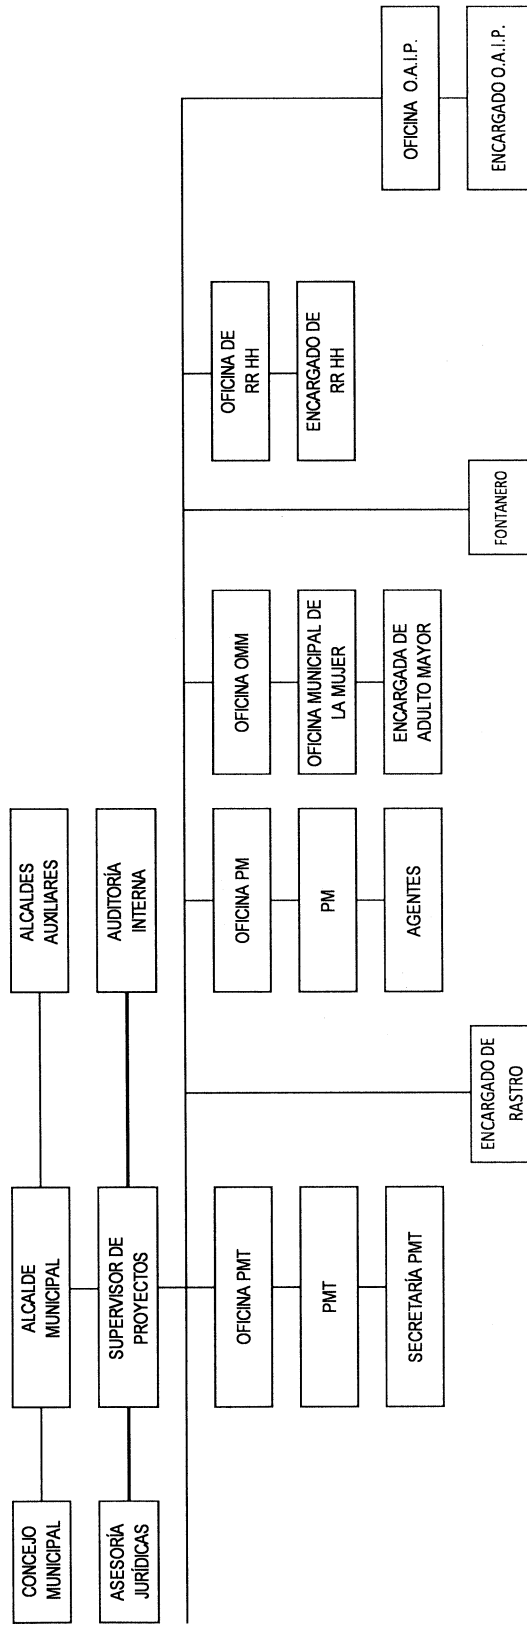 CONCEJO
MUNICIPAL
ALCALDE
MUNICIPAL
ALCALDES
AUXILIARES
ASESORÍA
JURÍDICAS
SUPERVISOR DE
PROYECTOS
AUDITORÍA
INTERNA
OFICINA PMT
PMT
SECRETARÍA PMT
ENCARGADO DE
RASTRO
OFICINA PM
PM
AGENTES
OFICINA OMM
OFICINA MUNICIPAL DE
LA MUJER
ENCARGADA DE
ADULTO MAYOR
FONTANERO
OFICINA DE
RR HH
ENCARGADO DE
RR HH
OFICINA O.A.I.P.
ENCARGADO O.A.I.P.